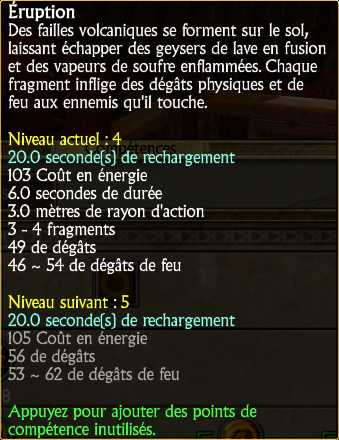 Éruption
Des failles volcaniques se forment sur le sol,
laissant échapper des geysers de lave en fusion
et des vapeurs de soufre enflammées. Chaque
fragment inflige des dégâts physiques et de
feu aux ennemis qu'il touche.
Niveau actuel : 4
Compétences
20.0 seconde(s) de rechargement
103 Coût en énergie
6.0 secondes de durée
3.0 mètres de rayon d'action
3 - 4 fragments
49 de dégâts
46 ~ 54 de dégâts de feu
Niveau suivant : 5
20.0 seconde(s) de rechargement
105 Coût en énergie
56 de dégâts
53 ~ 62 de dégâts de feu
Appuyez pour ajouter des points de
compétence inutilisés.